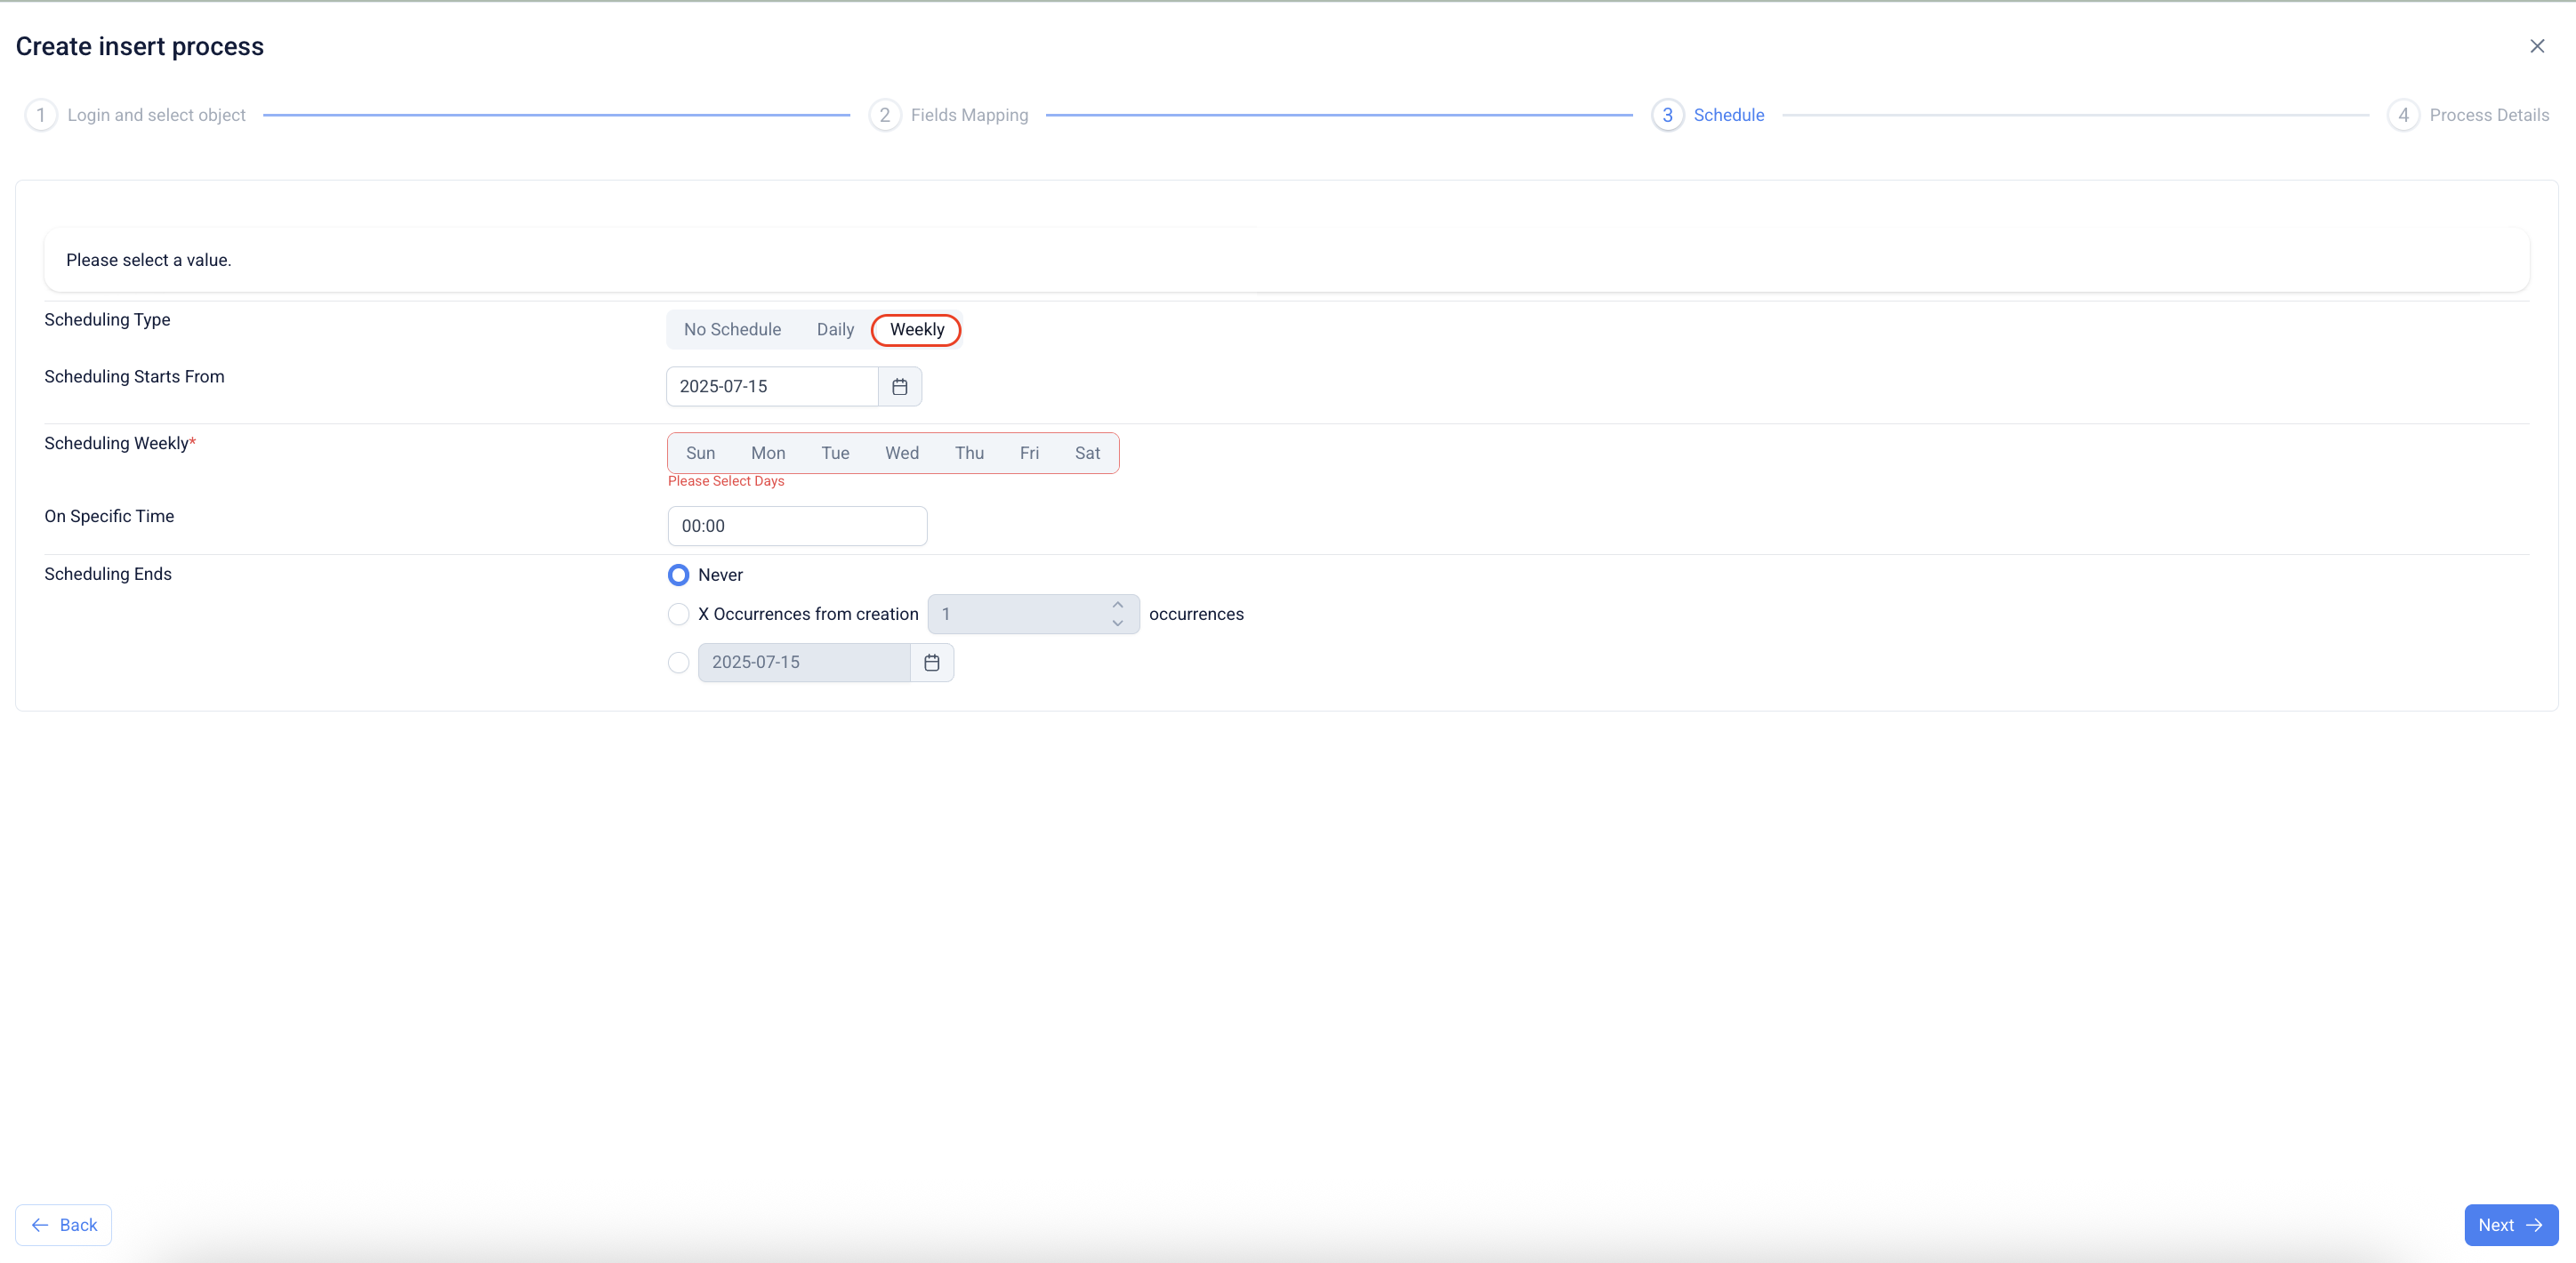 Create insert process
1 Login and select object 2 Fields Mapping 3 Schedule 4 Process Details
Please select a value.
Scheduling Type No Schedule Daily Weekly
Scheduling Starts From 2025-07-15
Scheduling Weekly* Sun Mon Tue Wed Thu Fri Sat
Please Select Days
On Specific Time 00:00
Scheduling Ends Never
X Occurrences from creation 1 occurrences
2025-07-15
Back Next